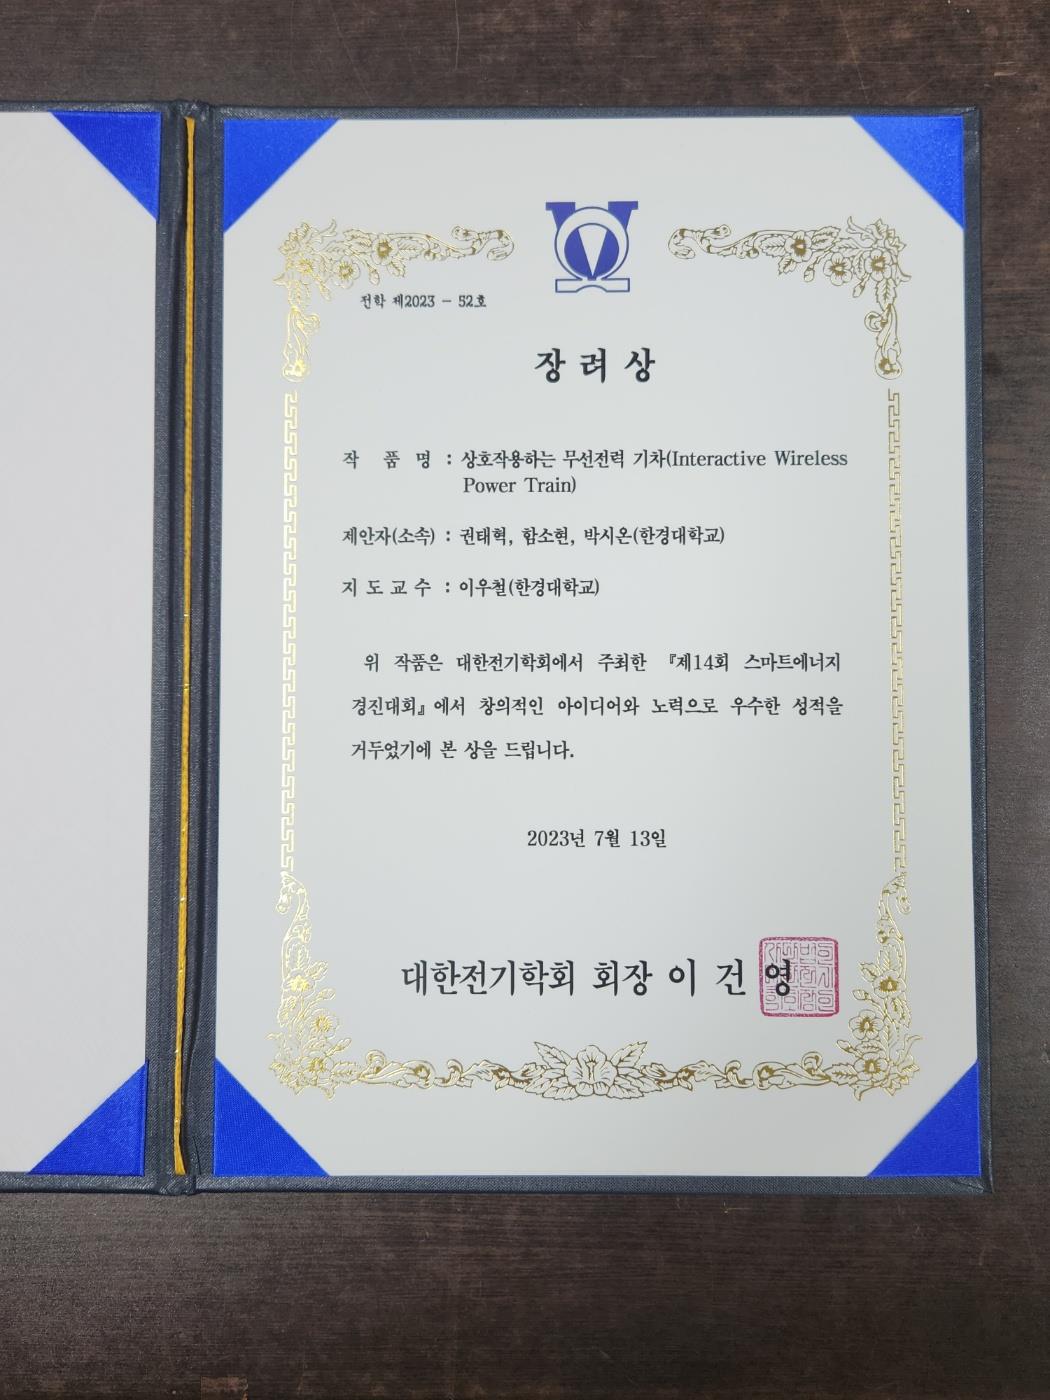 전학 제2023 - 52호
장 려 상
작 품 명 : 상호작용하는 무선전력 기차(Interactive Wireless
Power Train)
제안자(소속) : 권태혁, 함소현, 박시온(한경대학교)
지 도 교 수 : 이우철(한경대학교)
위 작품은 대한전기학회에서 주최한 『제14회 스마트에너지
경진대회』에서 창의적인 아이디어와 노력으로 우수한 성적을
거두었기에 본 상을 드립니다.
2023년 7월 13일
대한전기학회 회장 이 건 영